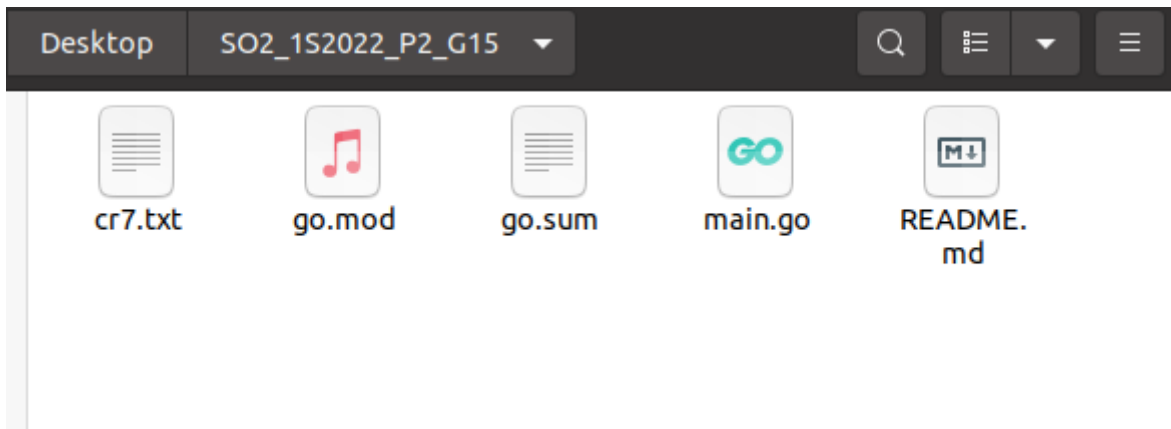 Desktop SO2_1S2022_P2_G15
GO M↓
cr7.txt go.mod go.sum main.go README.
md